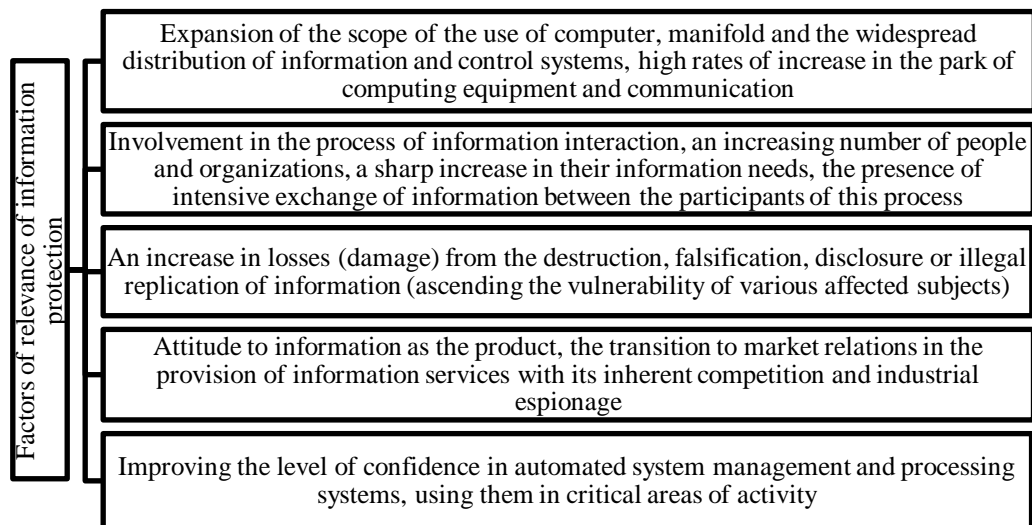 Factors of relevance of information
protection
Expansion of the scope of the use of computer, manifold and the widespread
distribution of information and control systems, high rates of increase in the park of
computing equipment and communication
Involvement in the process of information interaction, an increasing number of people
and organizations, a sharp increase in their information needs, the presence of
intensive exchange of information between the participants of this process
An increase in losses (damage) from the destruction, falsification, disclosure or illegal
replication of information (ascending the vulnerability of various affected subjects)
Attitude to information as the product, the transition to market relations in the
provision of information services with its inherent competition and industrial
espionage
Improving the level of confidence in automated system management and processing
systems, using them in critical areas of activity